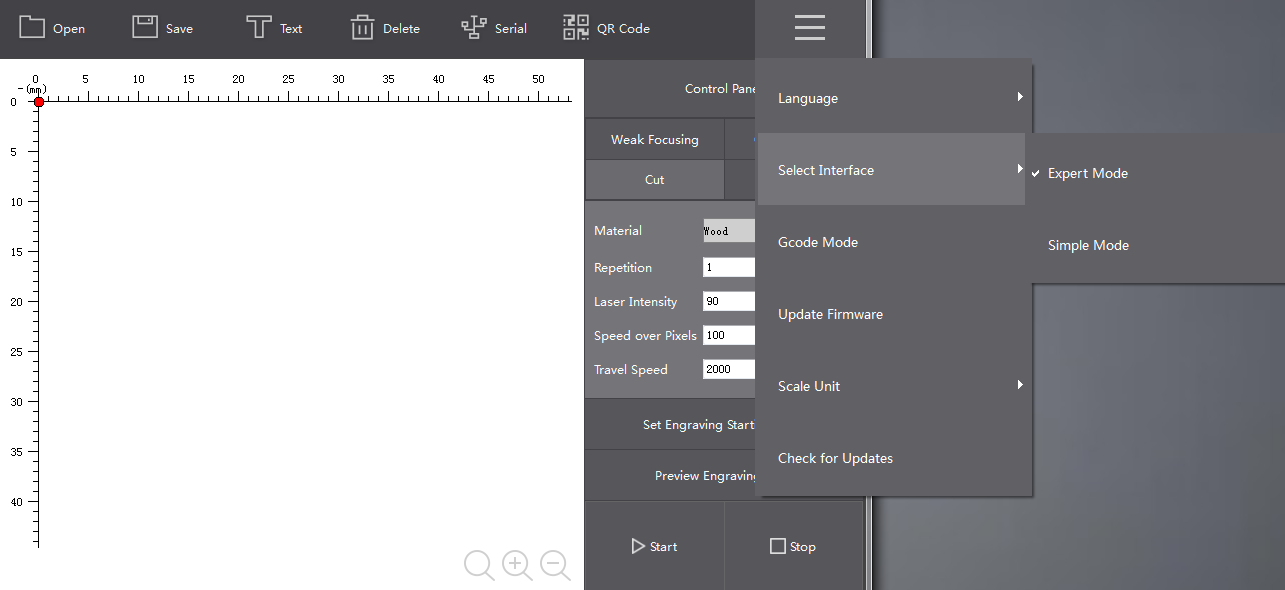 Open Save Text Delete Serial QR Code
0 5 10 15 20 25 30 35 40 45 50
(mm)
0
5
10
15
20
25
30
35
40
Control Pane
Weak Focusing
Cut
Material Wood
Repetition 1
Laser Intensity 90
Speed over Pixels 100
Travel Speed 2000
Set Engraving Start
Preview Engraving
Start Stop
Language
Select Interface
Gcode Mode
Update Firmware
Scale Unit
Check for Updates
Expert Mode
Simple Mode